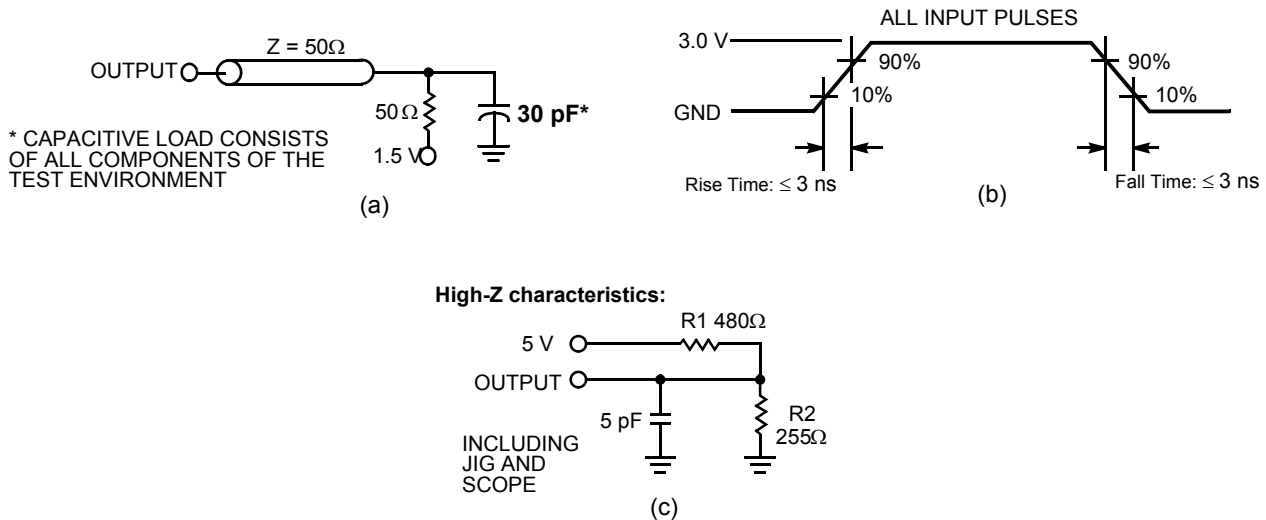 Z = 50Ω
OUTPUT
50Ω
30 pF*
1.5 V
* CAPACITIVE LOAD CONSISTS
OF ALL COMPONENTS OF THE
TEST ENVIRONMENT
(a)
ALL INPUT PULSES
3.0 V
90%
90%
10%
10%
GND
Rise Time: ≤ 3 ns
Fall Time: ≤ 3 ns
(b)
High-Z characteristics:
R1 480Ω
5 V
OUTPUT
5 pF
R2
255Ω
INCLUDING
JIG AND
SCOPE
(c)